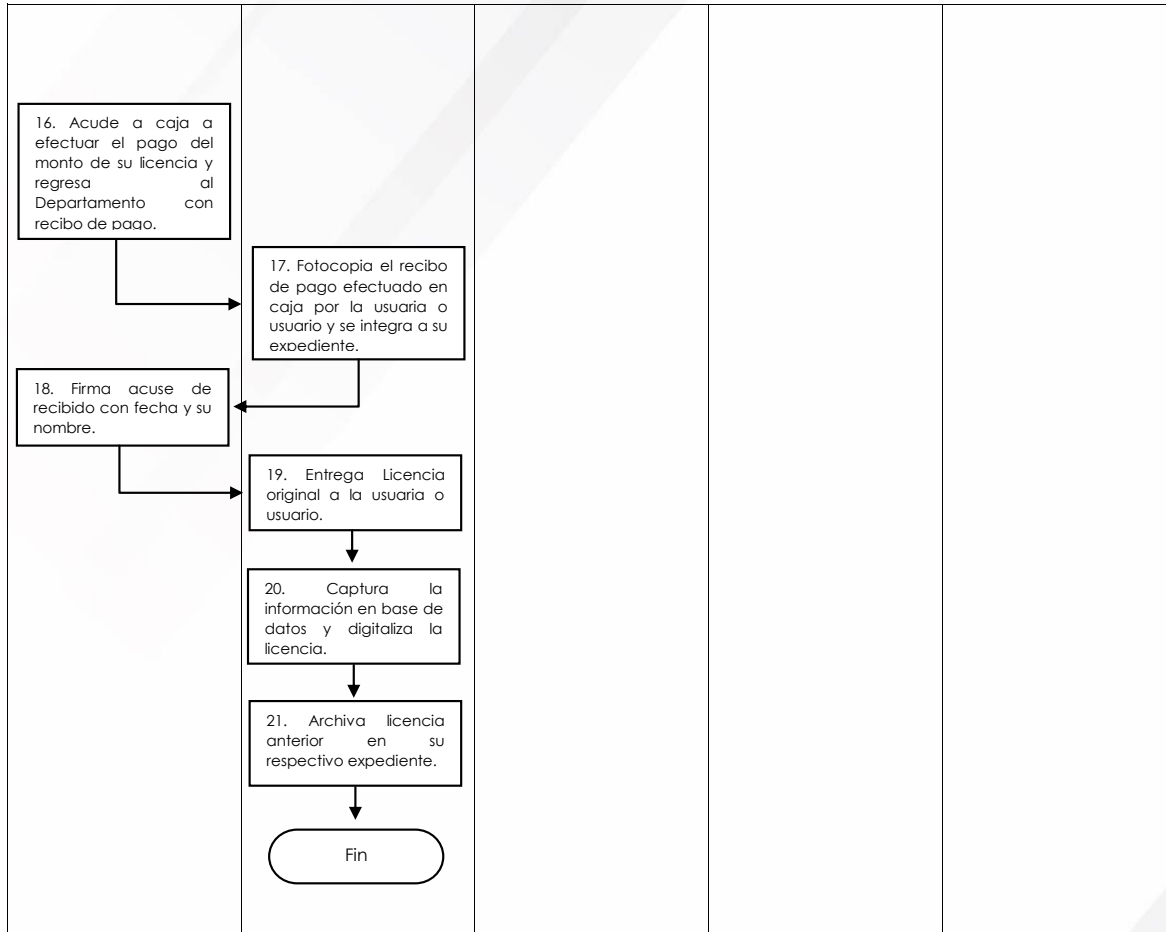 16. Acude a caja a
efectuar el pago del
monto de su licencia y
regresa al
Departamento con
recibo de pago.
17. Fotocopia el recibo
de pago efectuado en
caja por la usuaria o
usuario y se integra a su
expediente.
18. Firma acuse de
recibido con fecha y su
nombre.
19. Entrega Licencia
original a la usuaria o
usuario.
20. Captura la
información en base de
datos y digitaliza la
licencia.
21. Archiva licencia
anterior en su
respectivo expediente.
Fin